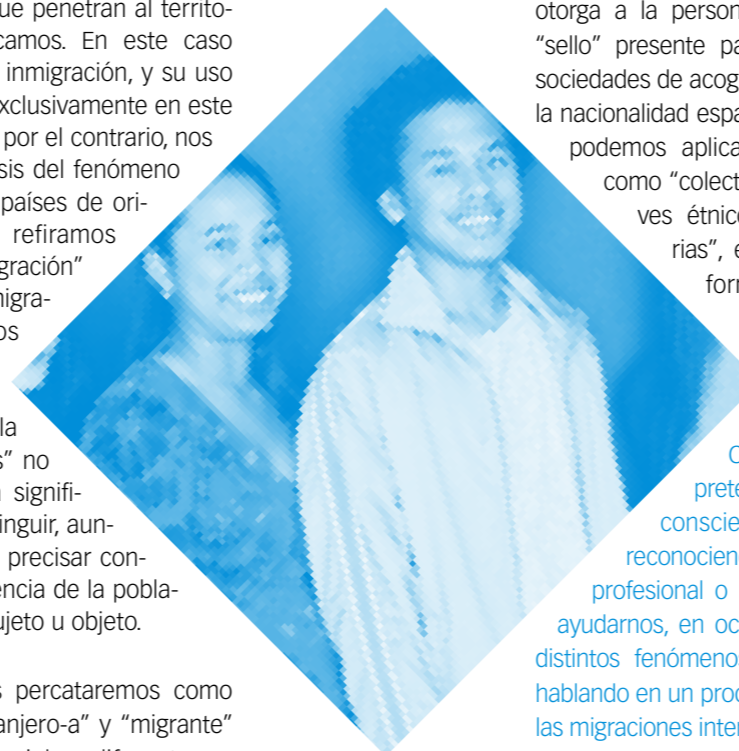 que penetran al territo-
camos. En este caso
inmigración, y su uso
exclusivamente en este
por el contrario, nos
sis del fenómeno
países de ori-
refiramos
gración”
migra-
os
la
s” no
signifi-
inguir, aun-
precisar con-
encia de la pobla-
ujeto u objeto.
s percataremos como
anjero-a” y “migrante”
otorga a la person
“sello” presente pa
sociedades de acog
la nacionalidad espa
podemos aplica
como “colect
ves étnic
rias”, e
for
prete
conscie
reconocien
profesional o
ayudarnos, en oc
distintos fenómeno
hablando en un proc
las migraciones inter